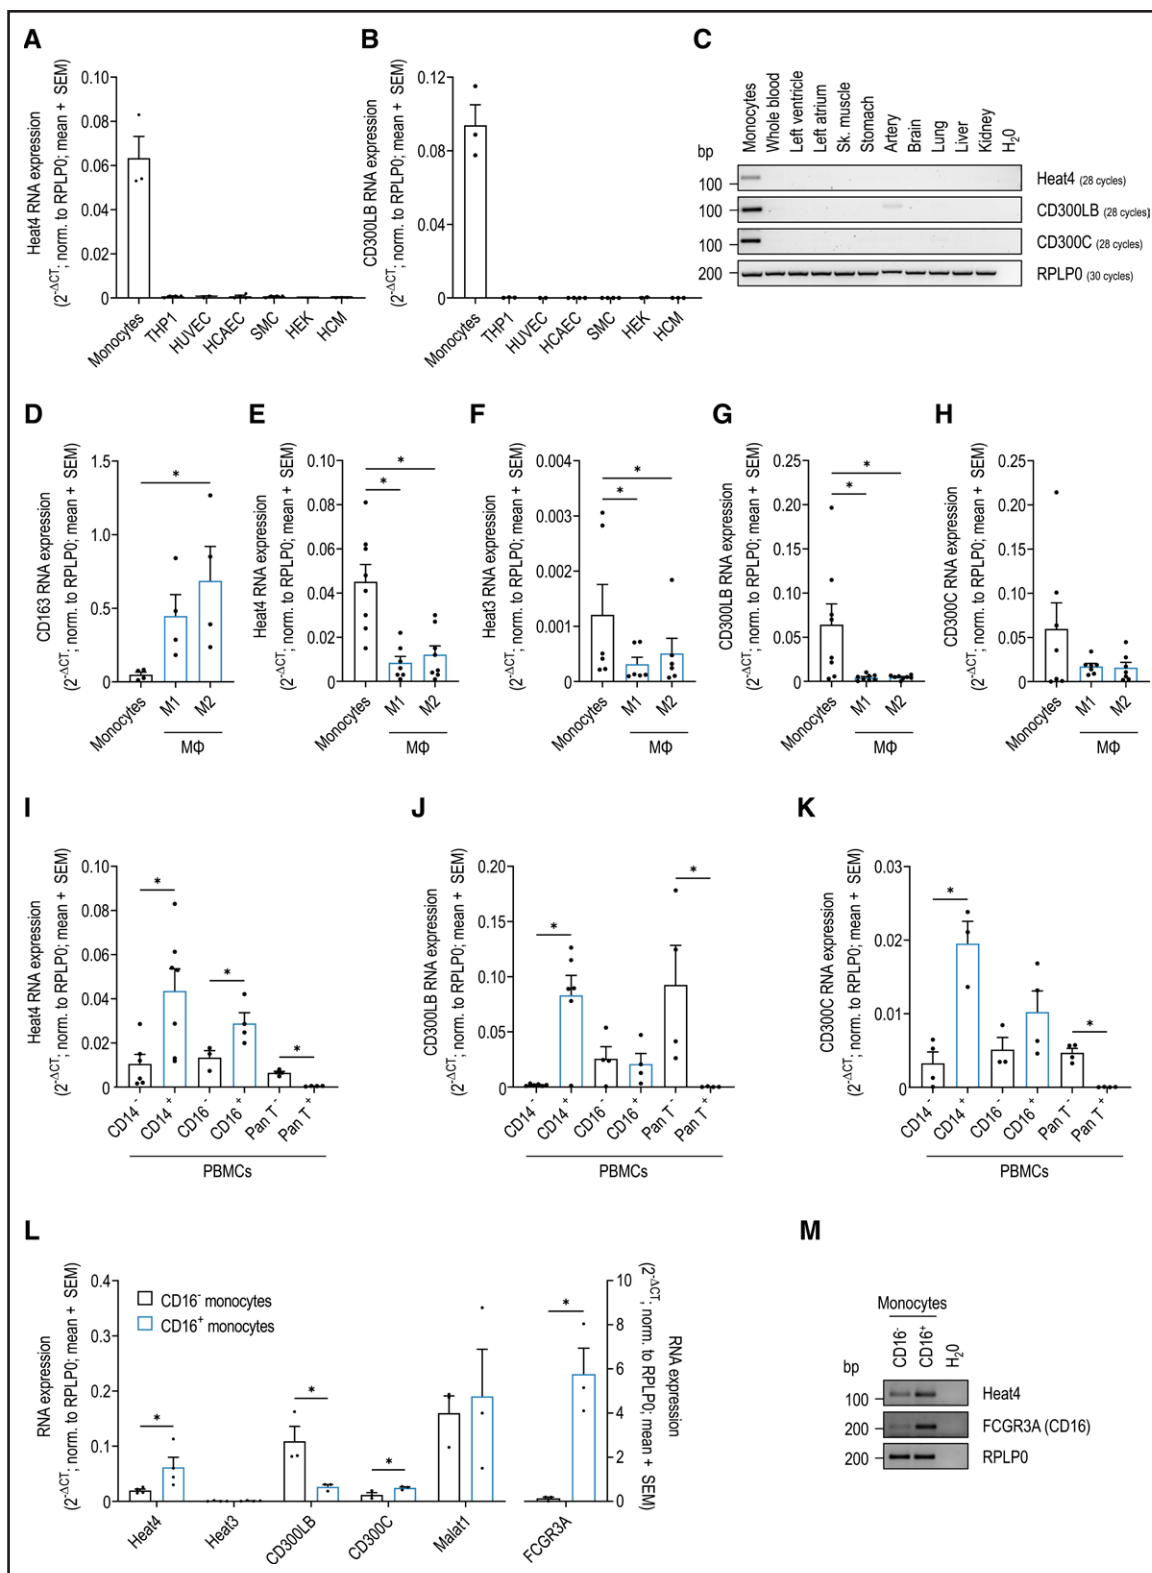 A
Heat4 RNA expression
(2^-ΔCT; norm. to RPLP0; mean + SEM)
0.10
0.08
0.06
0.04
0.02
0
Monocytes
THP1
HUVEC
HCAEC
SMC
HEK
HCM
B
CD300LB RNA expression
(2^-ΔCT; norm. to RPLP0; mean + SEM)
0.12
0.08
0.04
0
Monocytes
THP1
HUVEC
HCAEC
SMC
HEK
HCM
C
Monocytes
Whole blood
Left ventricle
Left atrium
Sk. muscle
Stomach
Artery
Brain
Lung
Liver
Kidney
H₂0
bp
100
Heat4 (28 cycles)
100
CD300LB (28 cycles)
100
CD300C (28 cycles)
200
RPLP0 (30 cycles)
D
CD163 RNA expression
(2^-ΔCT; norm. to RPLP0; mean + SEM)
1.5
1.0
0.5
0
*
Monocytes
M1
M2
MΦ
E
Heat4 RNA expression
(2^-ΔCT; norm. to RPLP0; mean + SEM)
0.10
0.08
0.06
0.04
0.02
0
*
*
Monocytes
M1
M2
MΦ
F
Heat3 RNA expression
(2^-ΔCT; norm. to RPLP0; mean + SEM)
0.004
0.003
0.002
0.001
0
*
*
Monocytes
M1
M2
MΦ
G
CD300LB RNA expression
(2^-ΔCT; norm. to RPLP0; mean + SEM)
0.25
0.20
0.15
0.10
0.05
0
*
*
Monocytes
M1
M2
MΦ
H
CD300C RNA expression
(2^-ΔCT; norm. to RPLP0; mean + SEM)
0.25
0.20
0.15
0.10
0.05
0
Monocytes
M1
M2
MΦ
I
Heat4 RNA expression
(2^-ΔCT; norm. to RPLP0; mean + SEM)
0.10
0.08
0.06
0.04
0.02
0
*
*
*
CD14⁻
CD14⁺
CD16⁻
CD16⁺
Pan T⁻
Pan T⁺
PBMCs
J
CD300LB RNA expression
(2^-ΔCT; norm. to RPLP0; mean + SEM)
0.20
0.15
0.10
0.05
0
*
*
CD14⁻
CD14⁺
CD16⁻
CD16⁺
Pan T⁻
Pan T⁺
PBMCs
K
CD300C RNA expression
(2^-ΔCT; norm. to RPLP0; mean + SEM)
0.03
0.02
0.01
0
*
*
CD14⁻
CD14⁺
CD16⁻
CD16⁺
Pan T⁻
Pan T⁺
PBMCs
L
RNA expression
(2^-ΔCT; norm. to RPLP0; mean + SEM)
0.4
0.3
0.2
0.1
0
CD16⁻ monocytes
CD16⁺ monocytes
*
*
*
*
Heat4
Heat3
CD300LB
CD300C
Malat1
FCGR3A
10
8
6
4
2
0
RNA expression
(2^-ΔCT; norm. to RPLP0; mean + SEM)
M
Monocytes
CD16⁻
CD16⁺
H₂0
bp
100
Heat4
200
FCGR3A (CD16)
200
RPLP0